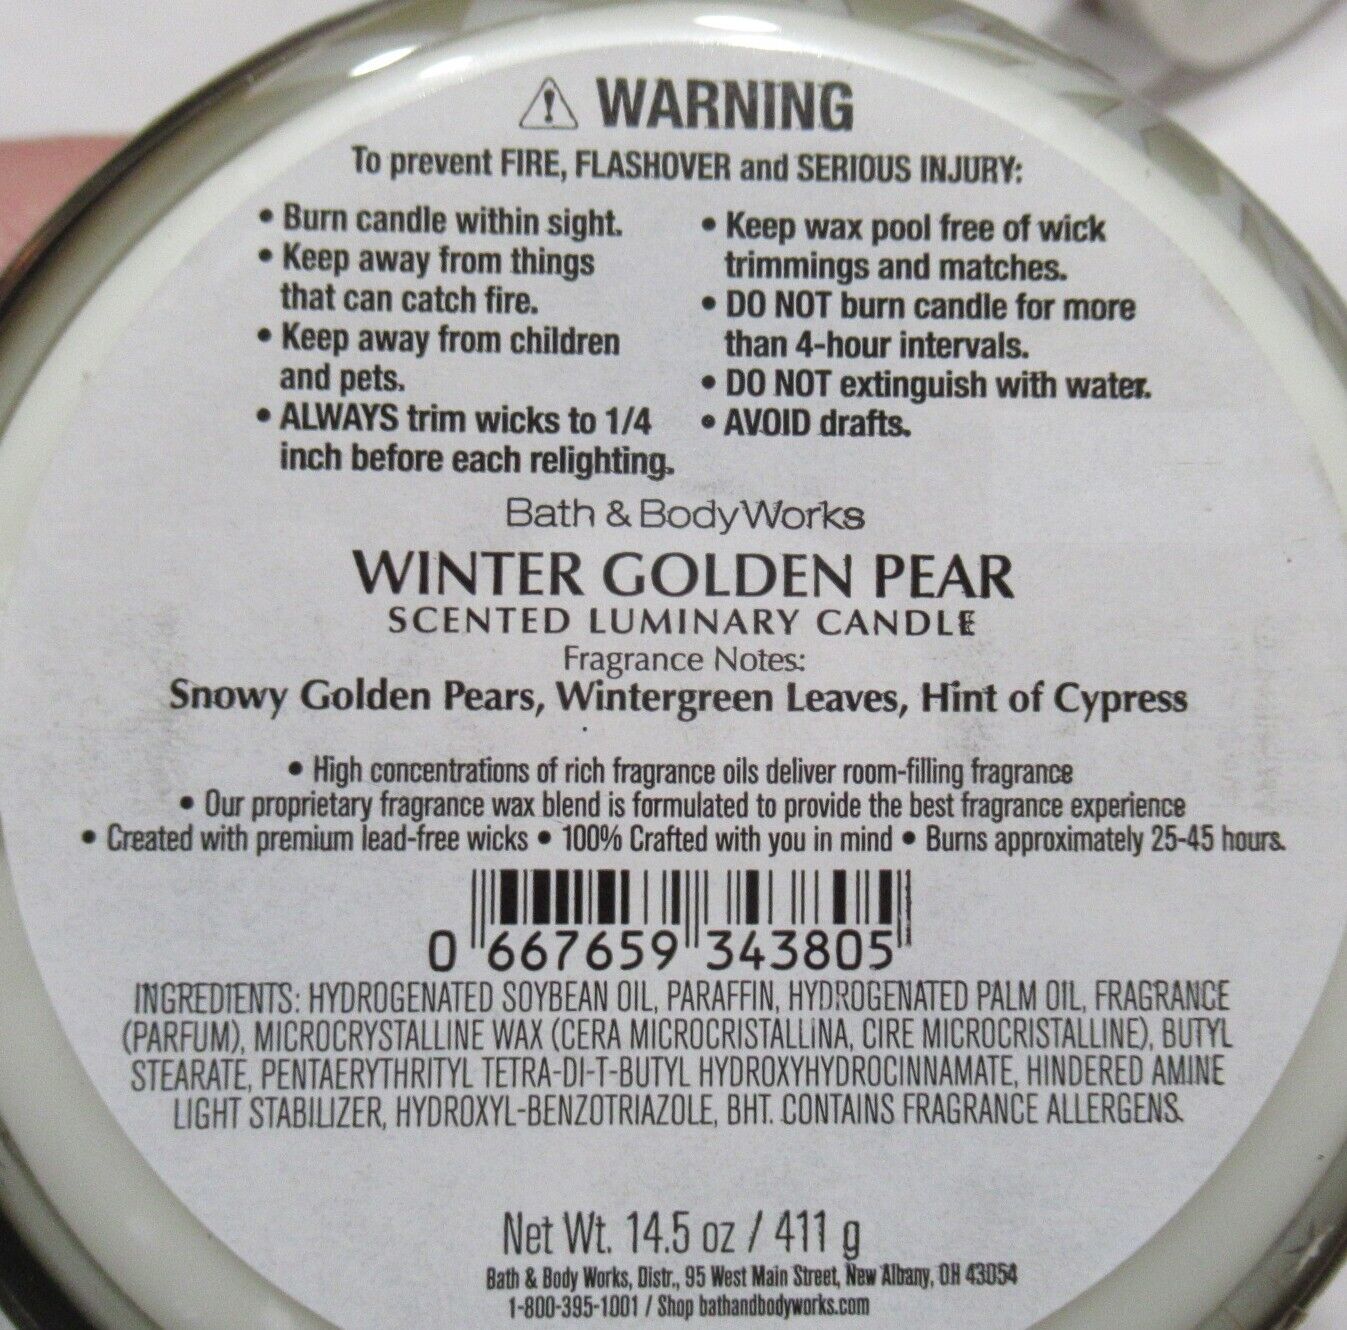 ⚠ WARNING
To prevent FIRE, FLASHOVER and SERIOUS INJURY:
• Burn candle within sight.
• Keep away from things
that can catch fire.
• Keep away from children
and pets.
• ALWAYS trim wicks to 1/4
inch before each relighting.
• Keep wax pool free of wick
trimmings and matches.
• DO NOT burn candle for more
than 4-hour intervals.
• DO NOT extinguish with water.
• AVOID drafts.
Bath & Body Works
WINTER GOLDEN PEAR
SCENTED LUMINARY CANDLE
Fragrance Notes:
Snowy Golden Pears, Wintergreen Leaves, Hint of Cypress
• High concentrations of rich fragrance oils deliver room-filling fragrance
• Our proprietary fragrance wax blend is formulated to provide the best fragrance experience
• Created with premium lead-free wicks • 100% Crafted with you in mind • Burns approximately 25-45 hours.
0 667659 343805
INGREDIENTS: HYDROGENATED SOYBEAN OIL, PARAFFIN, HYDROGENATED PALM OIL, FRAGRANCE
(PARFUM), MICROCRYSTALLINE WAX (CERA MICROCRISTALLINA, CIRE MICROCRISTALLINE), BUTYL
STEARATE, PENTAERYTHRITYL TETRA-DI-T-BUTYL HYDROXYHYDROCINNAMATE, HINDERED AMINE
LIGHT STABILIZER, HYDROXYL-BENZOTRIAZOLE, BHT. CONTAINS FRAGRANCE ALLERGENS.
Net Wt. 14.5 oz / 411 g
Bath & Body Works, Distr., 95 West Main Street, New Albany, OH 43054
1-800-395-1001 / Shop bathandbodyworks.com